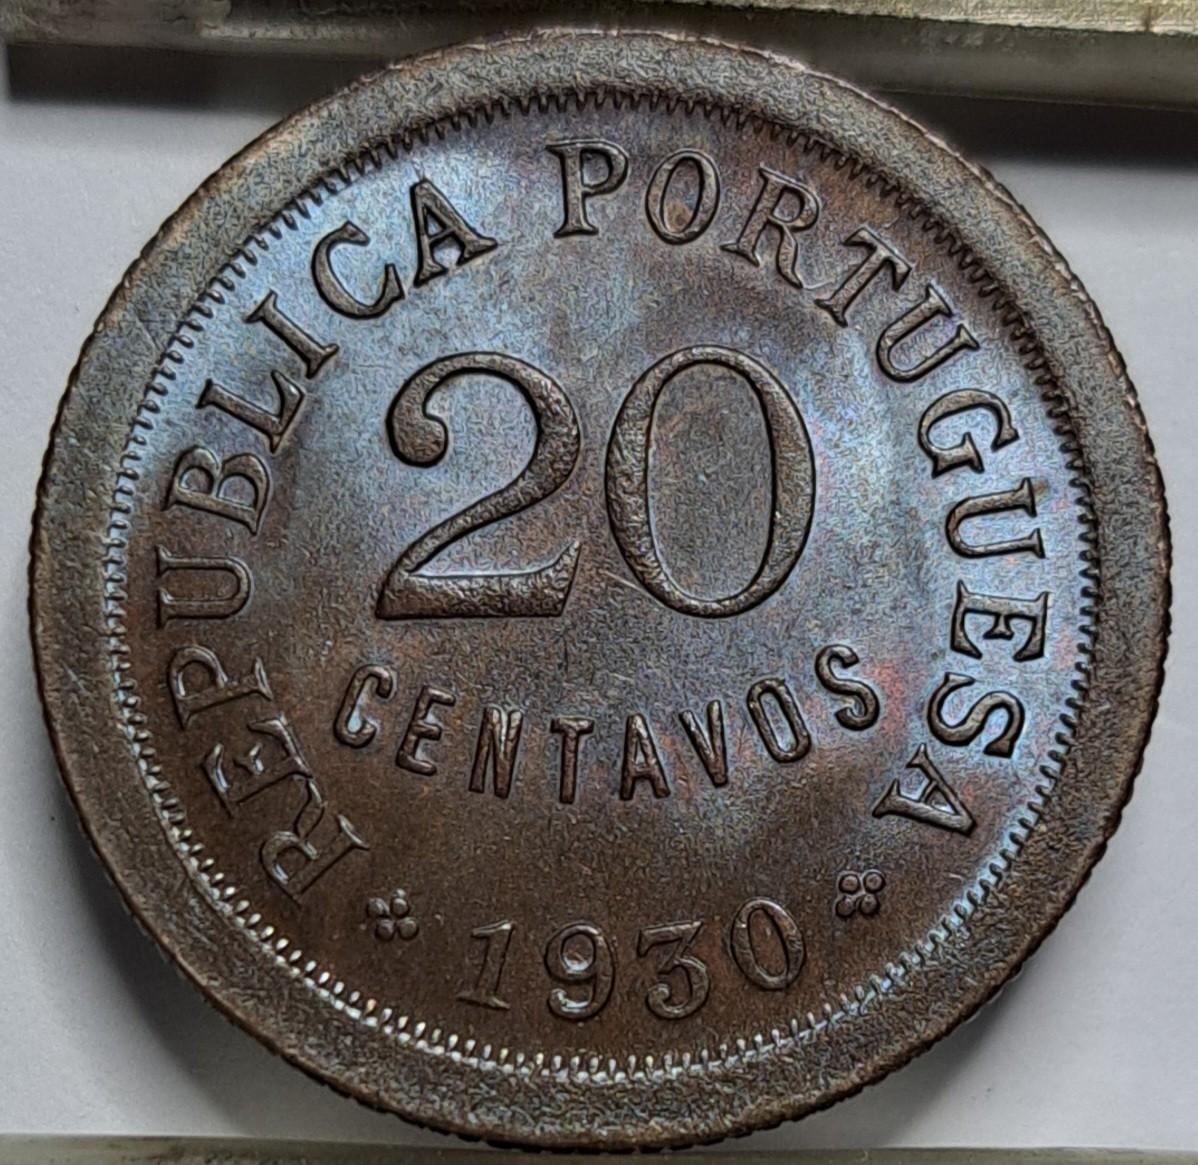 REPUBLICA PORTUGUESA
20
CENTAVOS
1930